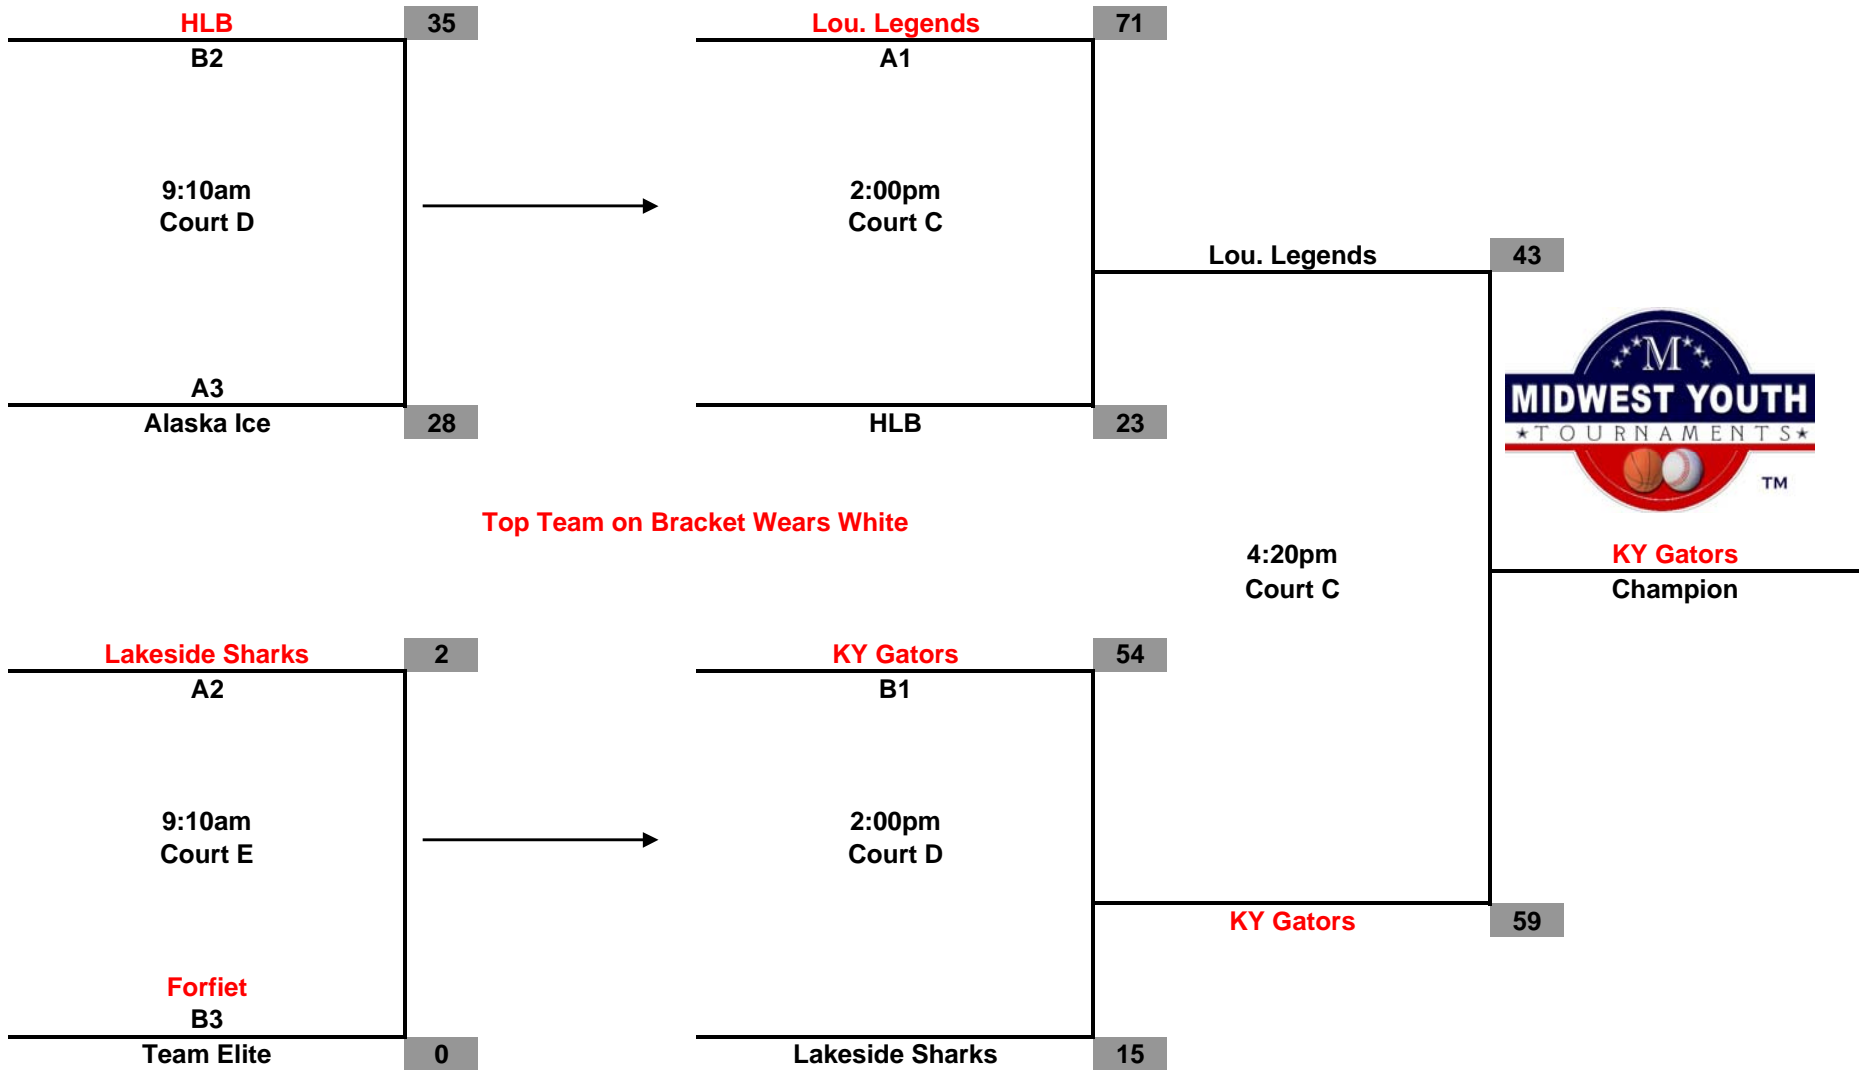 HLB 35
B2
9:10am
Court D
A3
Alaska Ice 28
Lou. Legends 71
A1
2:00pm
Court C
HLB 23
Lou. Legends 43
M
MIDWEST YOUTH
TOURNAMENTS
TM
Top Team on Bracket Wears White
4:20pm
Court C
KY Gators
Champion
Lakeside Sharks 2
A2
9:10am
Court E
Forfiet
B3
Team Elite 0
KY Gators 54
B1
2:00pm
Court D
Lakeside Sharks 15
KY Gators 59